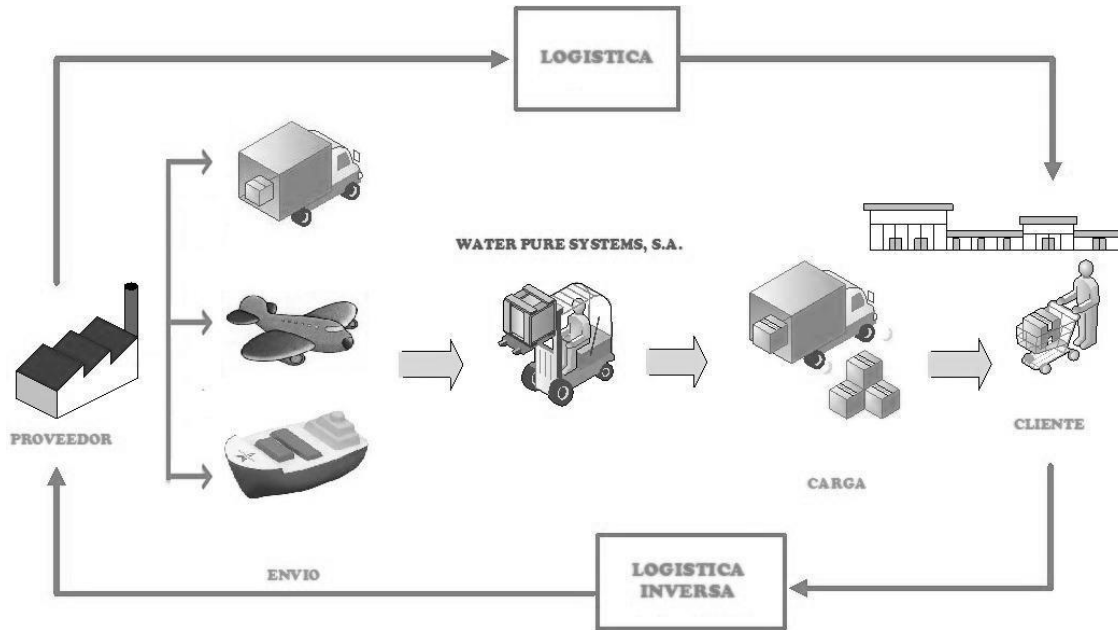 LOGISTICA
WATER PURE SYSTEMS, S.A.
PROVEEDOR
CLIENTE
CARGA
ENVIO
LOGISTICA
INVERSA